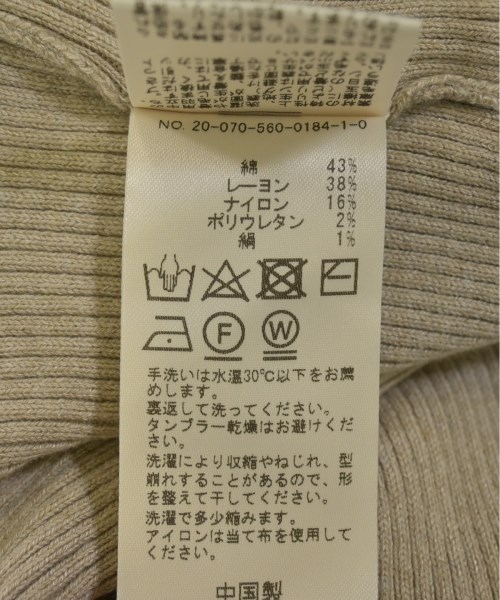 NO. 20-070-560-0184-1-0
綿 43%
レーヨン 38%
ナイロン 16%
ポリウレタン 2%
絹 1%
F W
手洗いは水温30℃以下をお薦
めします。
裏返して洗ってください。
タンブラー乾燥はお避けくだ
さい。
洗濯により収縮やねじれ、型
崩れすることがあるので、形
を整えて干してください。
洗濯で多少縮みます。
アイロンは当て布を使用して
ください。
中国製